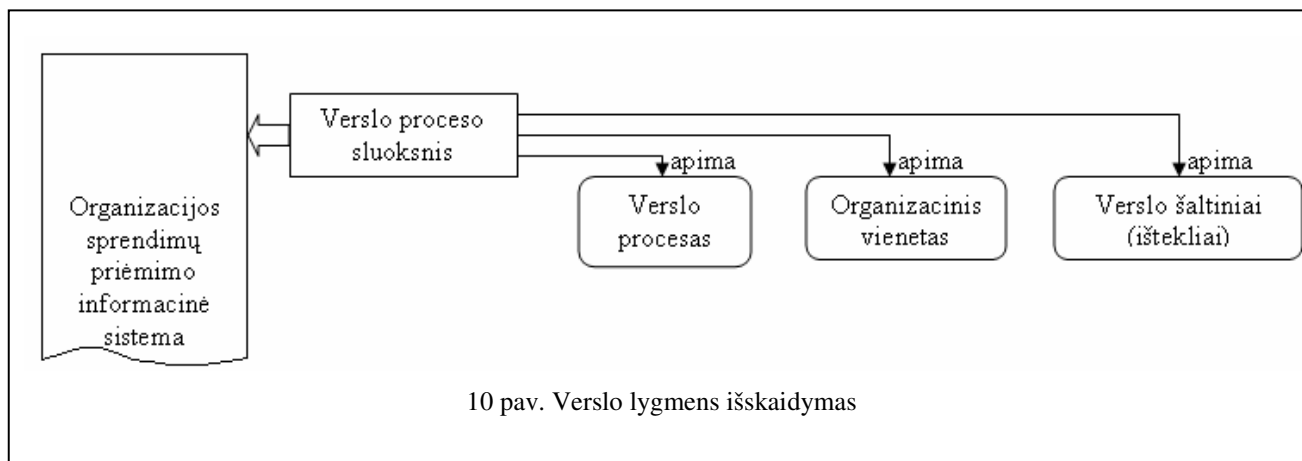 Organizacijos
sprendimų
priėmimo
informacinė
sistema
Verslo proceso
sluoksnis
apima
Verslo
procesas
apima
Organizacinis
vienetas
apima
Verslo šaltiniai
(ištekliai)
10 pav. Verslo lygmens išskaidymas